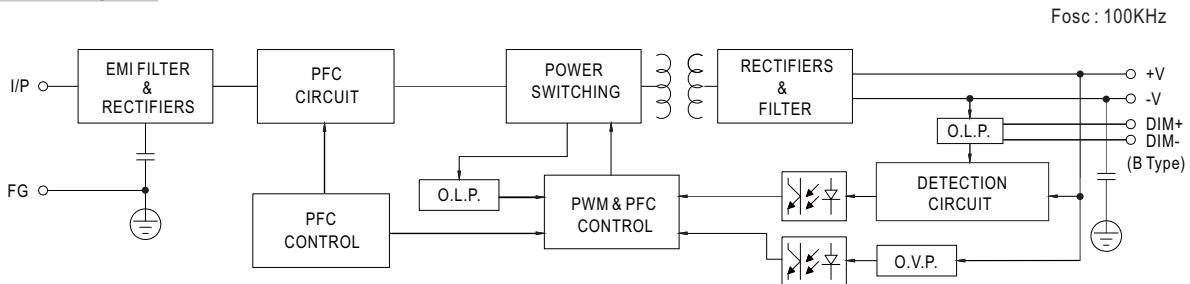 Fosc : 100KHz
I/P
EMI FILTER
&
RECTIFIERS
PFC
CIRCUIT
POWER
SWITCHING
RECTIFIERS
&
FILTER
+V
-V
DIM+
DIM-
(B Type)
O.L.P.
FG
PFC
CONTROL
O.L.P.
PWM & PFC
CONTROL
DETECTION
CIRCUIT
O.V.P.